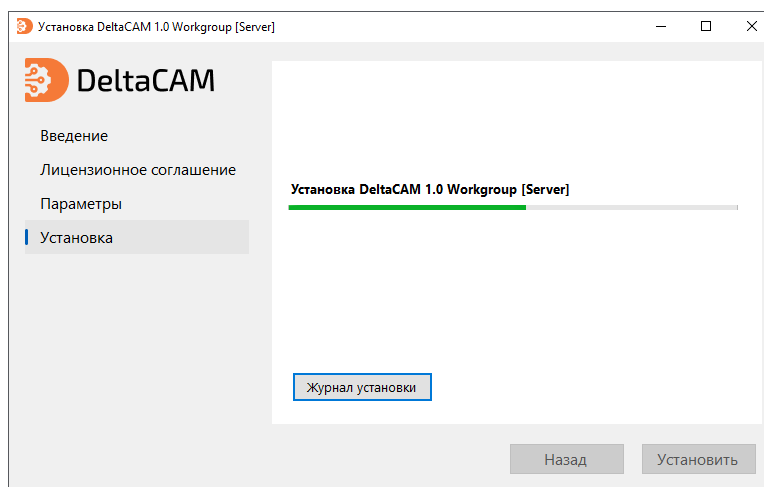 Установка DeltaCAM 1.0 Workgroup [Server]
DeltaCAM
Введение
Лицензионное соглашение
Параметры
Установка
Установка DeltaCAM 1.0 Workgroup [Server]
Журнал установки
Назад
Установить